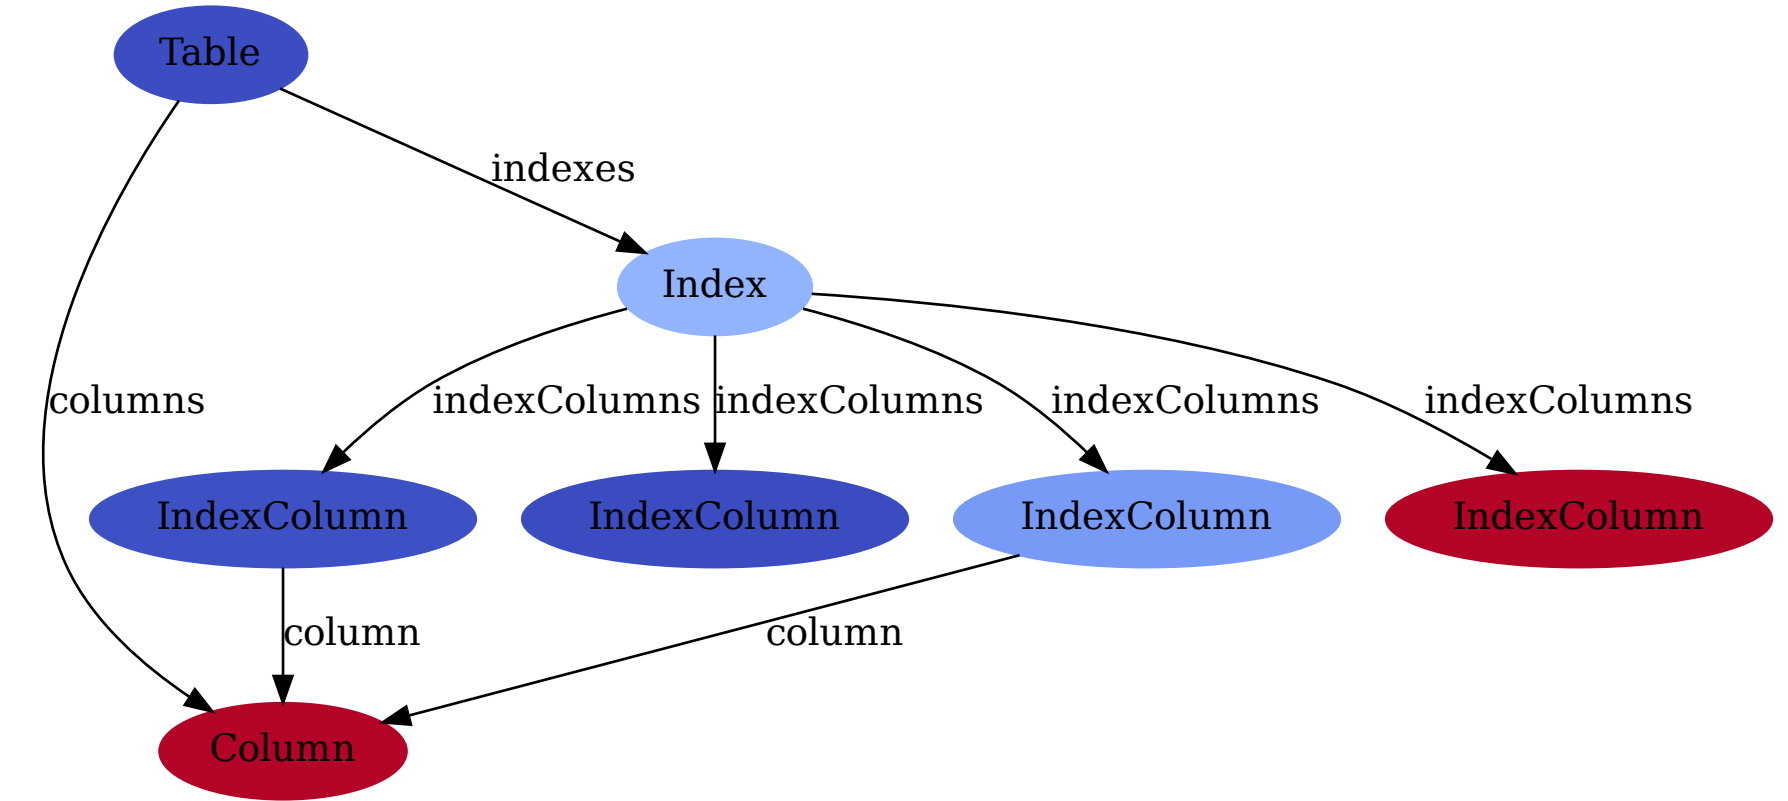 Table
indexes
Index
columns
indexColumns
indexColumns
indexColumns
indexColumns
IndexColumn
IndexColumn
IndexColumn
IndexColumn
column
column
Column